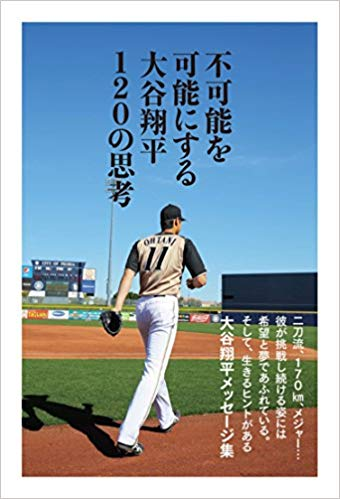 不可能を
可能にする
大谷翔平
120の思考
OHTANI
11
二刀流、170㎞、メジャー…
彼が挑戦し続ける姿には
希望と夢であふれている。
そして、生きるヒントがある
大谷翔平メッセージ集